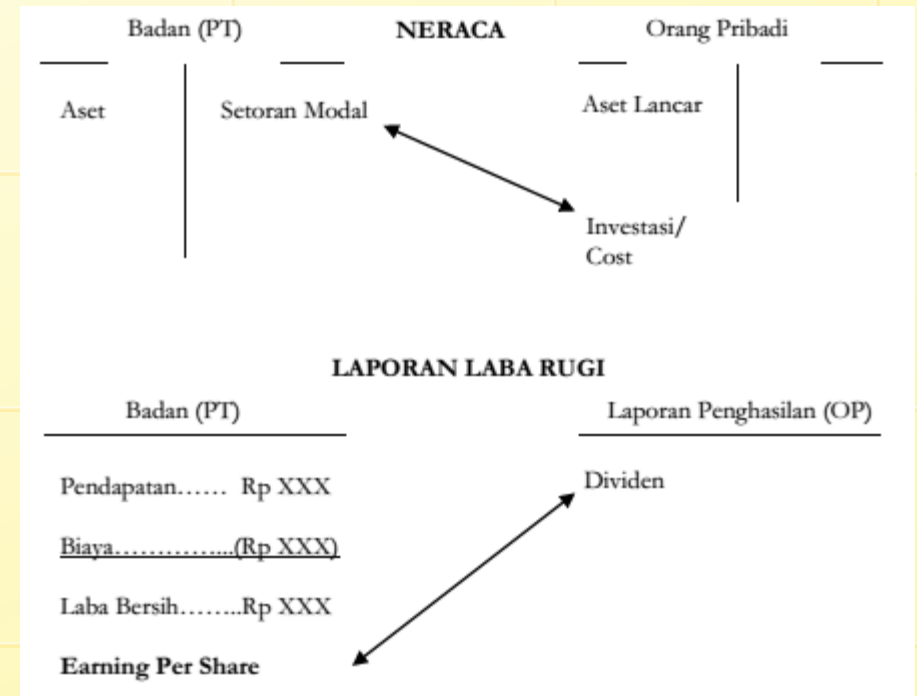 Badan (PT) NERACA Orang Pribadi
Aset Setoran Modal Aset Lancar
Investasi/
Cost
LAPORAN LABA RUGI
Badan (PT) Laporan Penghasilan (OP)
Pendapatan...... Rp XXX Dividen
Biaya...............(Rp XXX)
Laba Bersih........Rp XXX
Earning Per Share